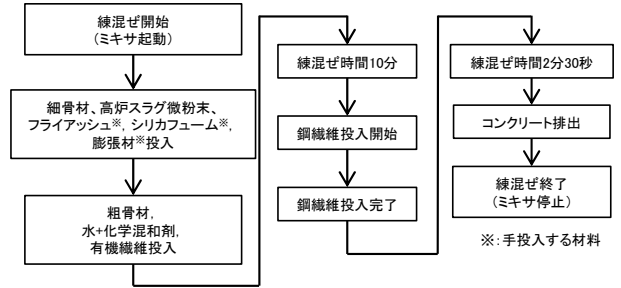 練混ぜ開始
(ミキサ起動)
細骨材、高炉スラグ微粉末、
フライアッシュ※, シリカフューム※,
膨張材※投入
粗骨材,
水+化学混和剤,
有機繊維投入
練混ぜ時間10分
鋼繊維投入開始
鋼繊維投入完了
練混ぜ時間2分30秒
コンクリート排出
練混ぜ終了
(ミキサ停止)
※:手投入する材料